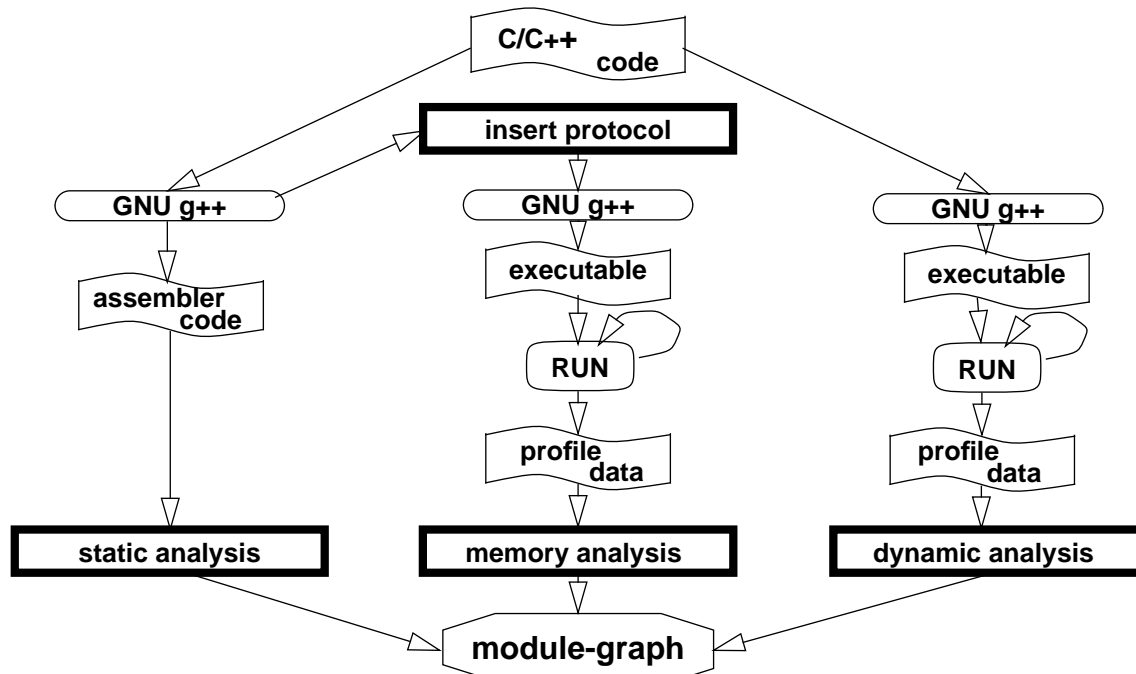 C/C++
code
insert protocol
GNU g++
GNU g++
GNU g++
executable
executable
assembler
code
RUN
RUN
profile
data
profile
data
static analysis
memory analysis
dynamic analysis
module-graph